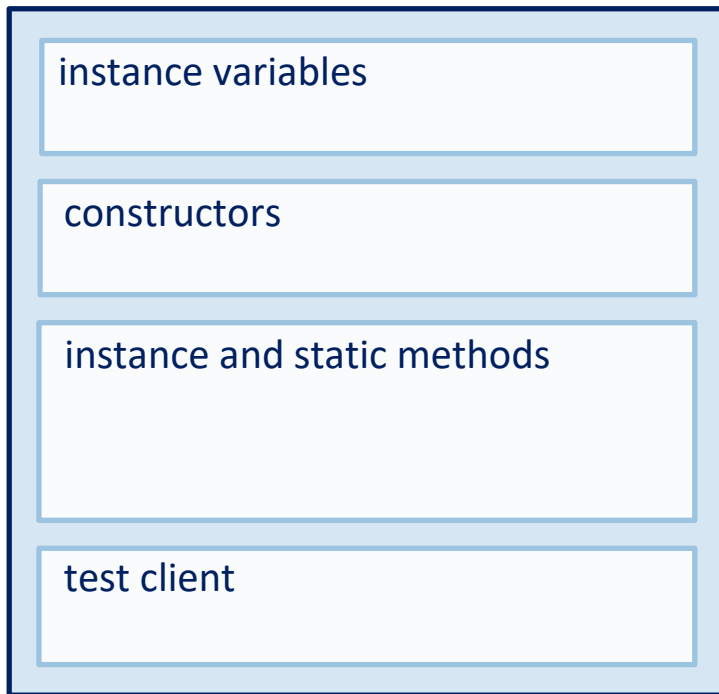 instance variables
constructors
instance and static methods
test client